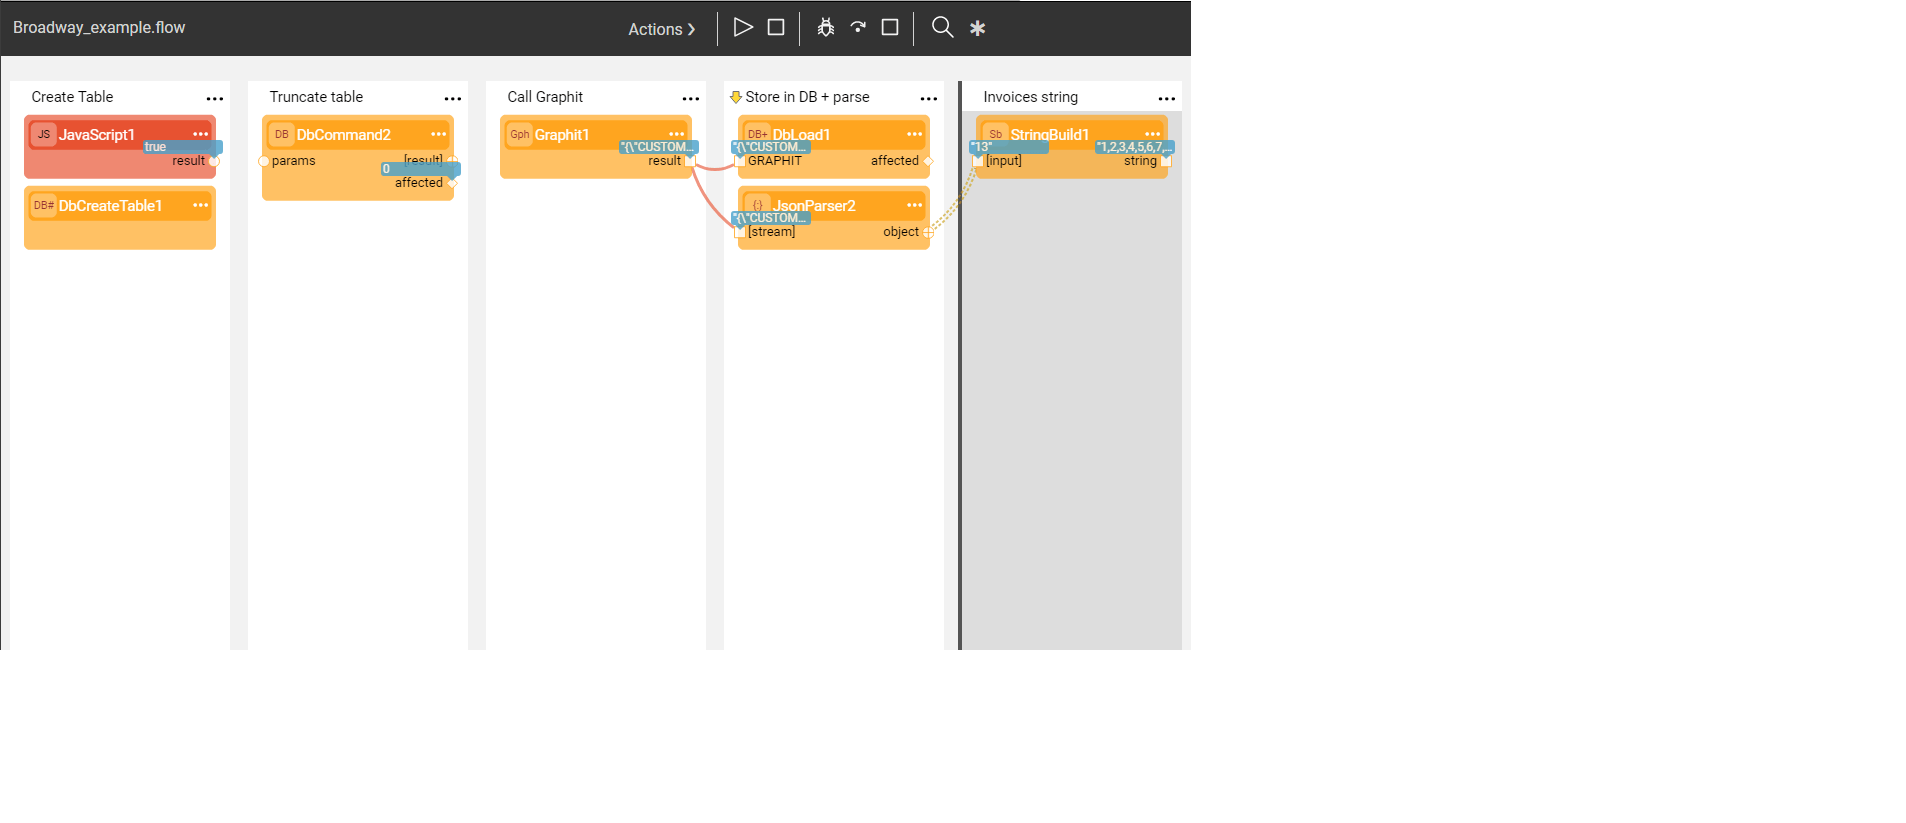 Broadway_example.flow
Actions
Create Table
JS JavaScript1
true
result
DB# DbCreateTable1
Truncate table
DB DbCommand2
params [result]
0
affected
Call Graphit
Gph Graphit1
"{\"CUSTOM...
result
Store in DB + parse
DB+ DbLoad1
"{\"CUSTOM...
GRAPHIT affected
{;} JsonParser2
"{\"CUSTOM...
[stream] object
Invoices string
Sb StringBuild1
"13" "1,2,3,4,5,6,7,...
[input] string